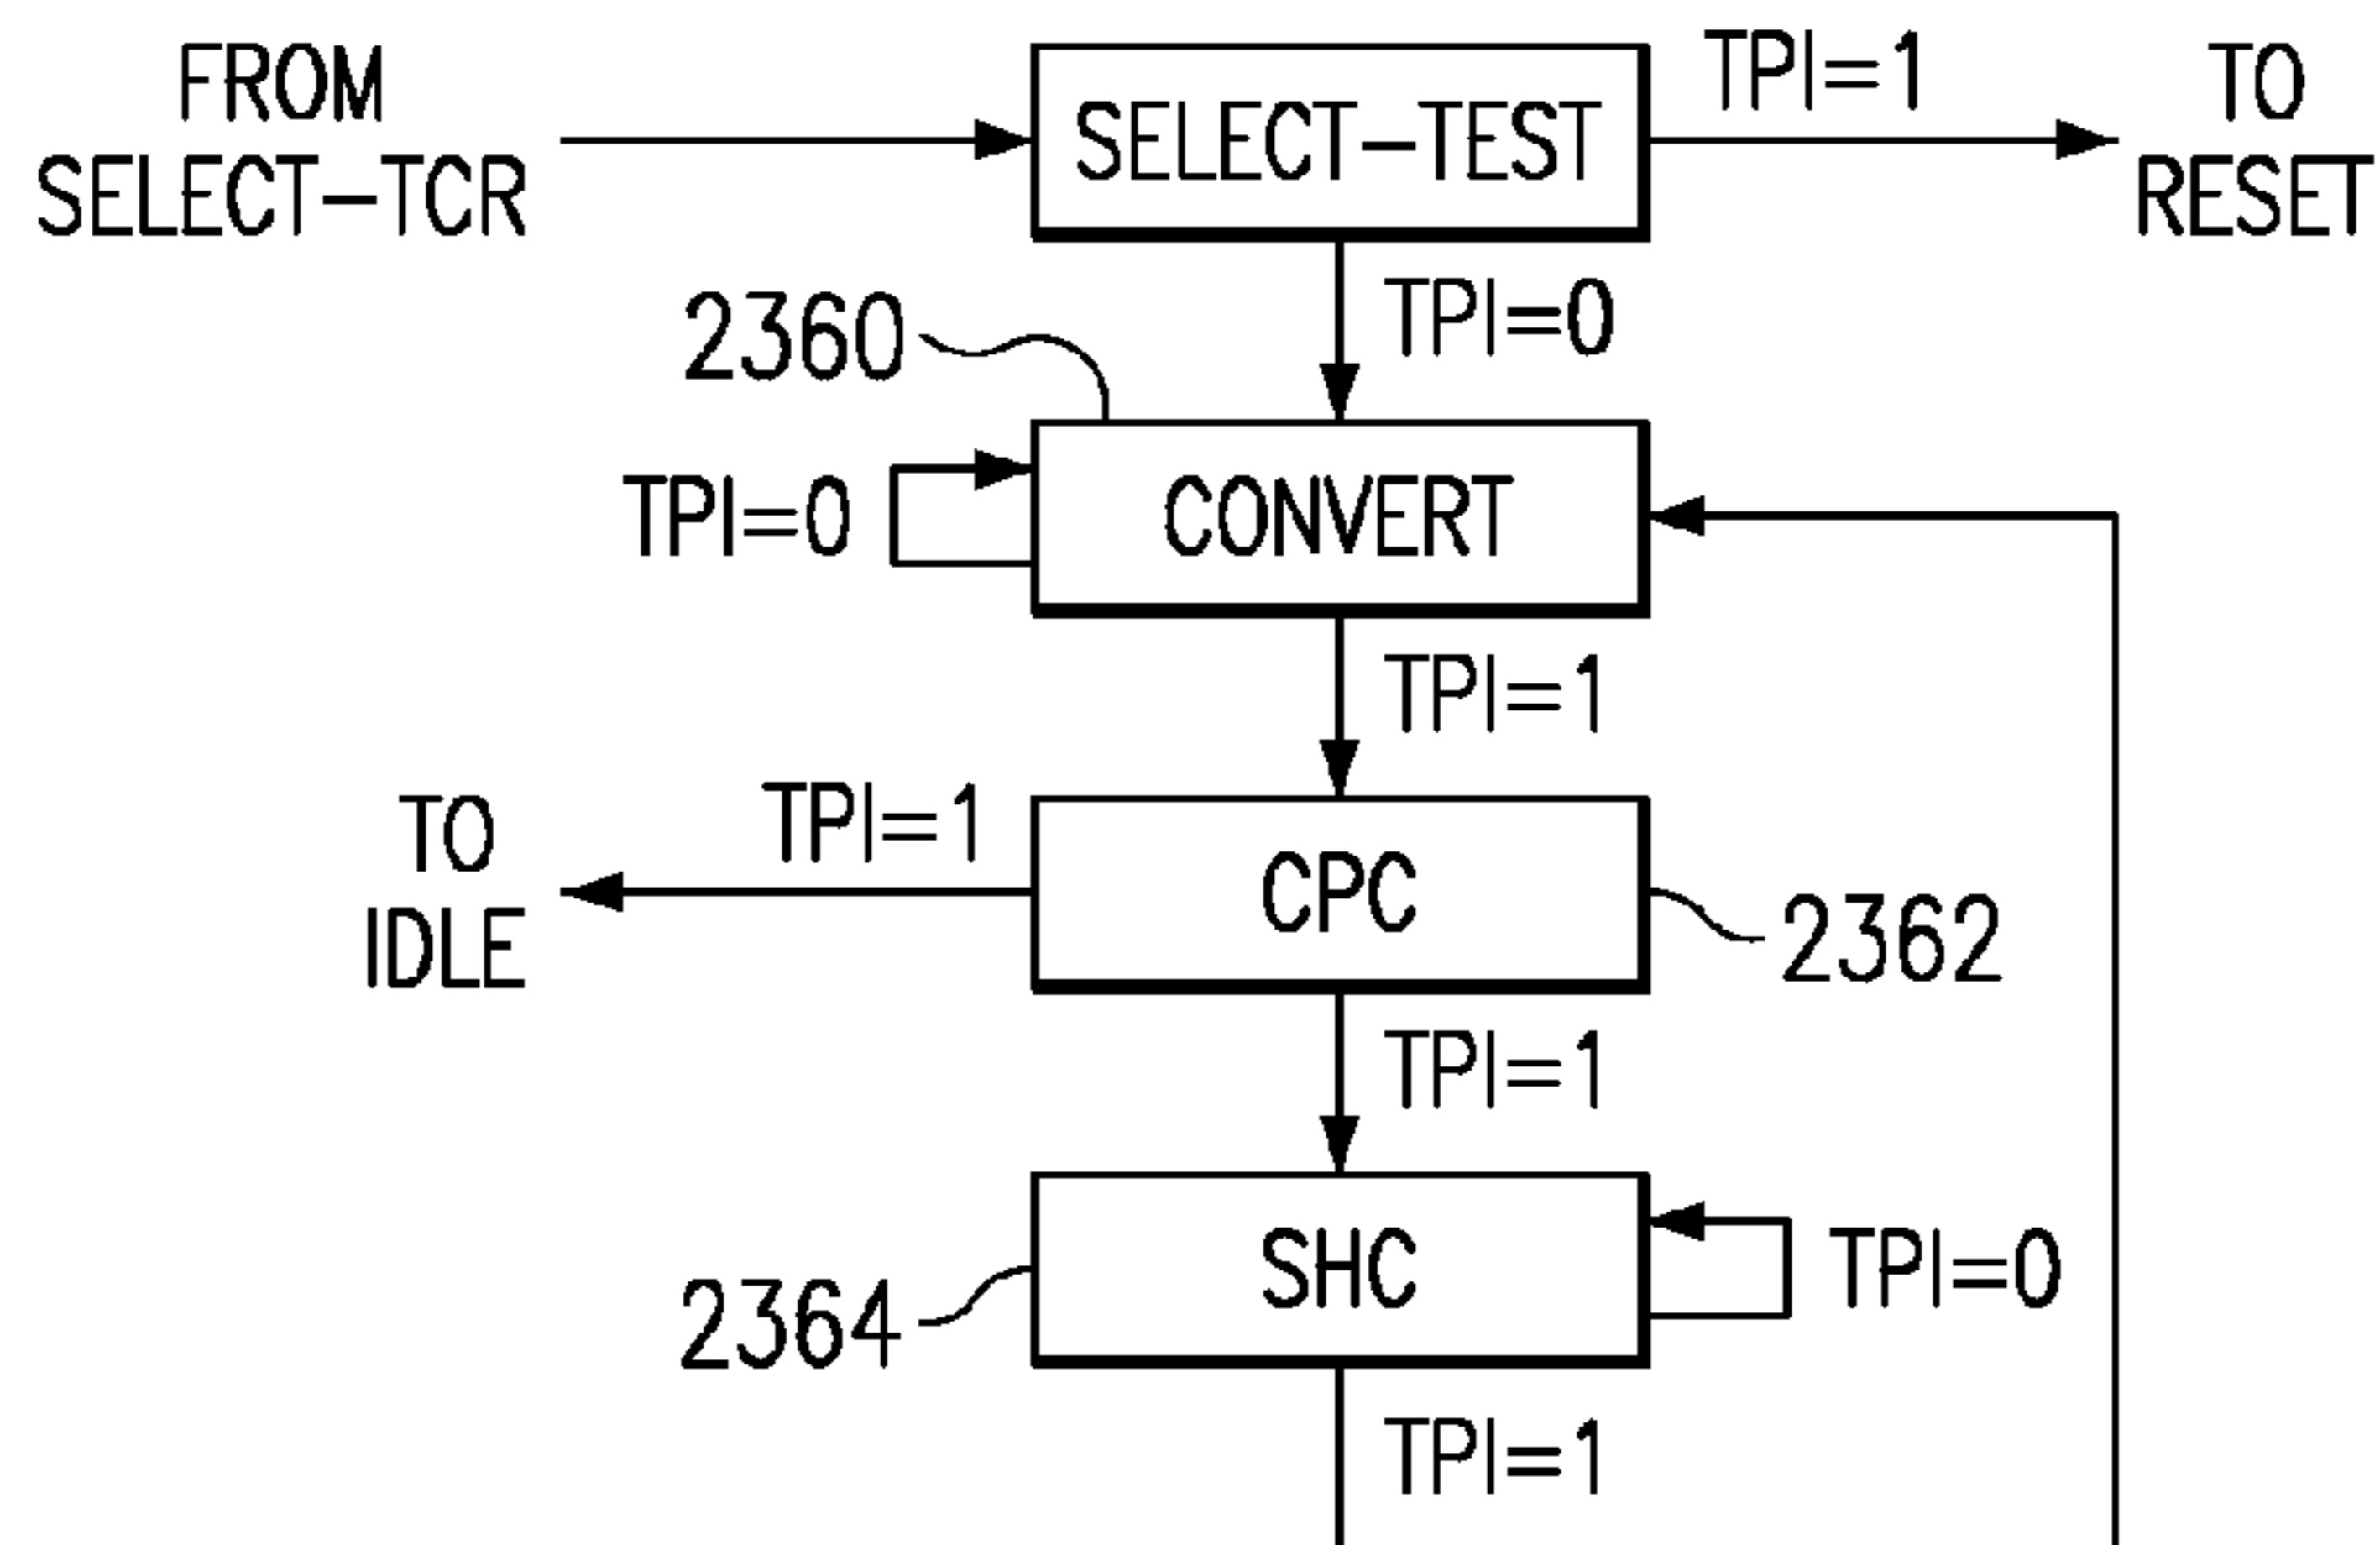 FROM
SELECT-TCR
SELECT-TEST
TPI=1
TO
RESET
TPI=0
2360
TPI=0
CONVERT
TPI=1
TO
IDLE
TPI=1
CPC
2362
TPI=1
SHC
TPI=0
2364
TPI=1